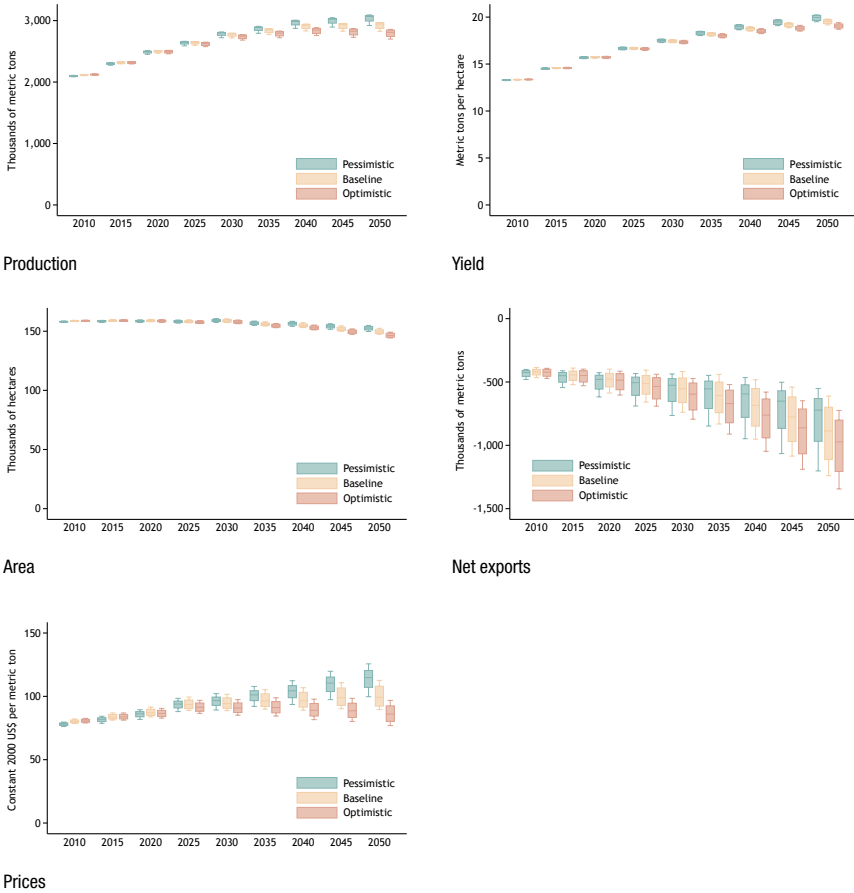 Thousands of metric tons
3,000
2,000
1,000
0
Pessimistic
Baseline
Optimistic
2010 2015 2020 2025 2030 2035 2040 2045 2050
Production
Metric tons per hectare
20
15
10
5
0
Pessimistic
Baseline
Optimistic
2010 2015 2020 2025 2030 2035 2040 2045 2050
Yield
Thousands of hectares
150
100
50
0
Pessimistic
Baseline
Optimistic
2010 2015 2020 2025 2030 2035 2040 2045 2050
Area
Thousands of metric tons
0
-500
-1,000
-1,500
Pessimistic
Baseline
Optimistic
2010 2015 2020 2025 2030 2035 2040 2045 2050
Net exports
Constant 2000 US$ per metric ton
150
100
50
0
Pessimistic
Baseline
Optimistic
2010 2015 2020 2025 2030 2035 2040 2045 2050
Prices